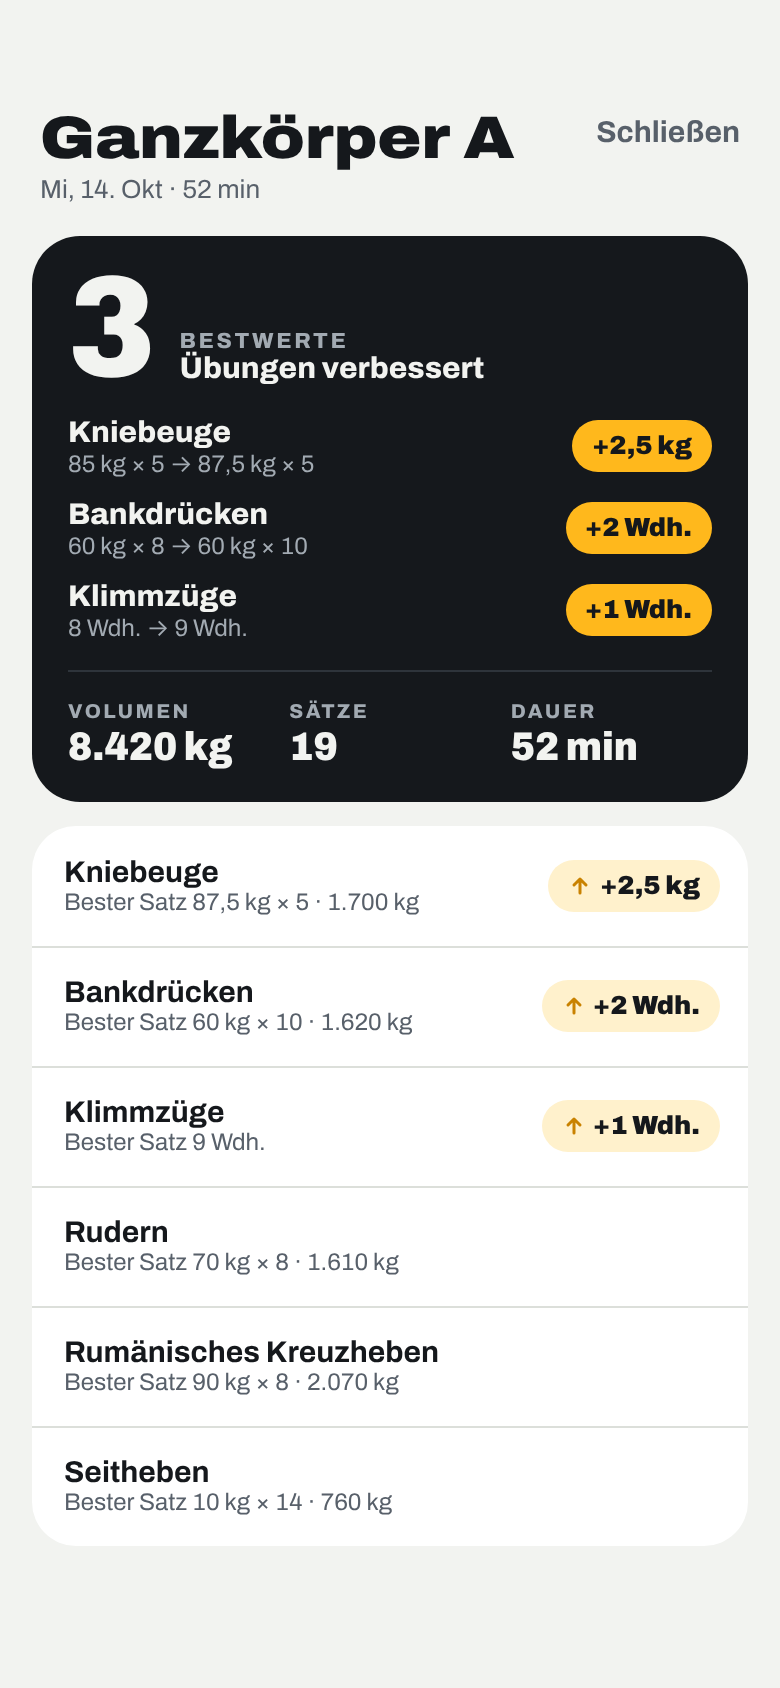 Ganzkörper A
Schließen
Mi, 14. Okt · 52 min
3
BESTWERTE
Übungen verbessert
Kniebeuge
85 kg × 5 → 87,5 kg × 5
+2,5 kg
Bankdrücken
60 kg × 8 → 60 kg × 10
+2 Wdh.
Klimmzüge
8 Wdh. → 9 Wdh.
+1 Wdh.
VOLUMEN
8.420 kg
SÄTZE
19
DAUER
52 min
Kniebeuge
Bester Satz 87,5 kg × 5 · 1.700 kg
↑ +2,5 kg
Bankdrücken
Bester Satz 60 kg × 10 · 1.620 kg
↑ +2 Wdh.
Klimmzüge
Bester Satz 9 Wdh.
↑ +1 Wdh.
Rudern
Bester Satz 70 kg × 8 · 1.610 kg
Rumänisches Kreuzheben
Bester Satz 90 kg × 8 · 2.070 kg
Seitheben
Bester Satz 10 kg × 14 · 760 kg